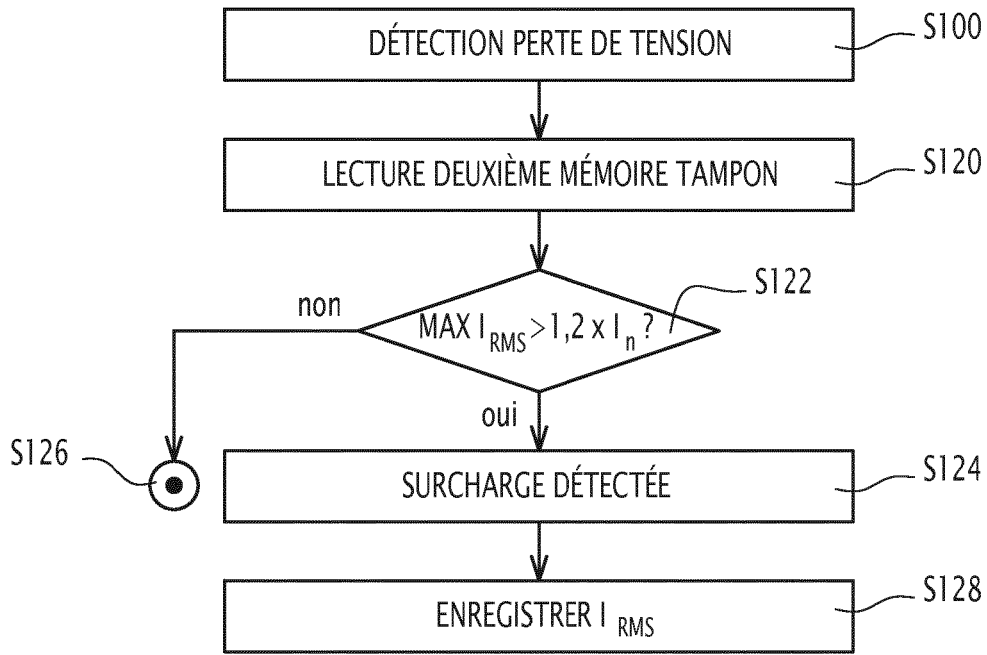 DÉTECTION PERTE DE TENSION
S100
LECTURE DEUXIÈME MÉMOIRE TAMPON
S120
S122
non
MAX I RMS > 1,2 x I n ?
oui
S126
SURCHARGE DÉTECTÉE
S124
ENREGISTRER I RMS
S128